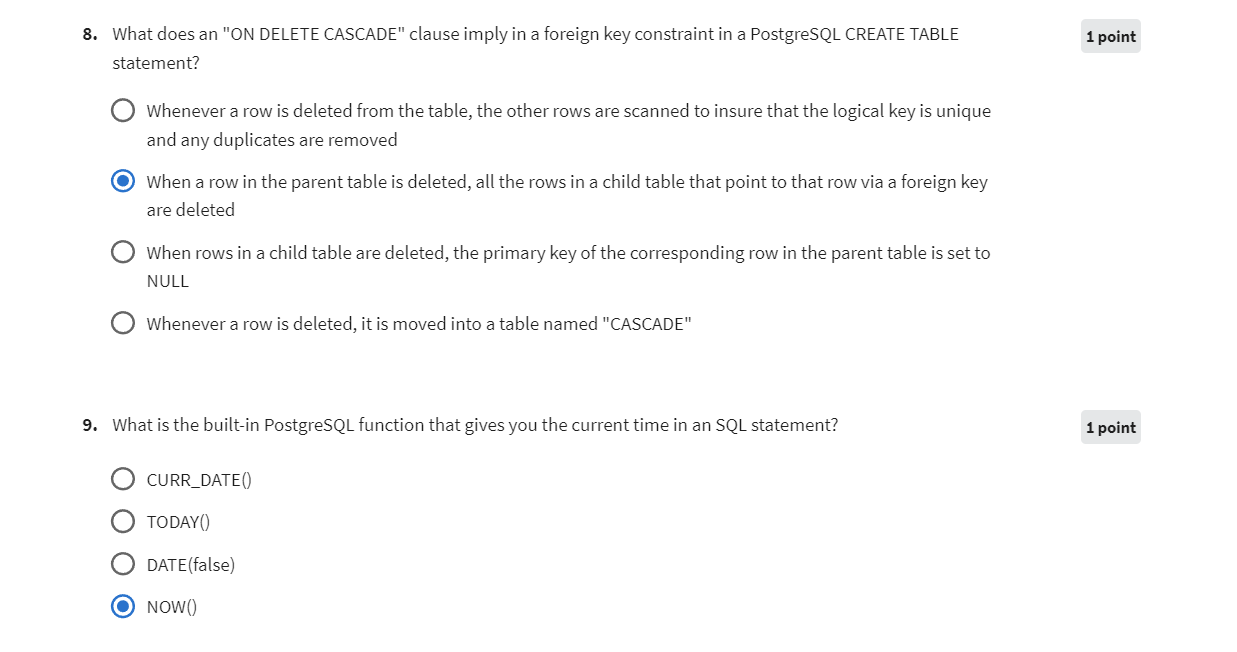 8. What does an "ON DELETE CASCADE" clause imply in a foreign key constraint in a PostgreSQL CREATE TABLE
statement?
1 point
Whenever a row is deleted from the table, the other rows are scanned to insure that the logical key is unique
and any duplicates are removed
When a row in the parent table is deleted, all the rows in a child table that point to that row via a foreign key
are deleted
When rows in a child table are deleted, the primary key of the corresponding row in the parent table is set to
NULL
Whenever a row is deleted, it is moved into a table named "CASCADE"
9. What is the built-in PostgreSQL function that gives you the current time in an SQL statement?
1 point
CURR_DATE()
TODAY()
DATE(false)
NOW()